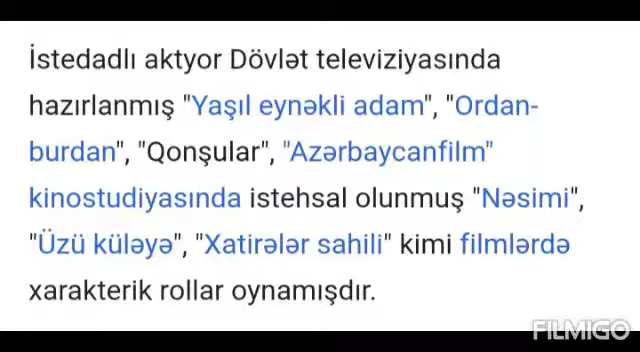 İstedadlı aktyor Dövlət televiziyasında
hazırlanmış "Yaşıl eynəkli adam", "Ordan-
burdan", "Qonşular", "Azərbaycanfilm"
kinostudiyasında istehsal olunmuş "Nəsimi",
"Üzü küləyə", "Xatirələr sahili" kimi filmlərdə
xarakterik rollar oynamışdır.
FILMIGO